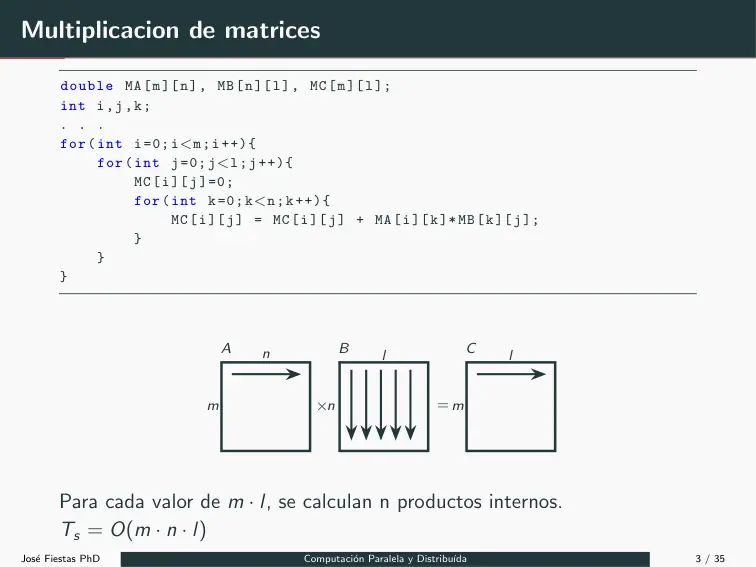 Multiplicacion de matrices
double MA[m][n], MB[n][l], MC[m][l];
int i,j,k;
. . .
for(int i=0;i<m;i++){
    for(int j=0;j<l;j++){
        MC[i][j]=0;
        for(int k=0;k<n;k++){
            MC[i][j] = MC[i][j] + MA[i][k]*MB[k][j];
        }
    }
}
A n B l C l
m ×n = m
Para cada valor de m · l, se calculan n productos internos.
Ts = O(m · n · l)
José Fiestas PhD Computación Paralela y Distribuída 3 / 35